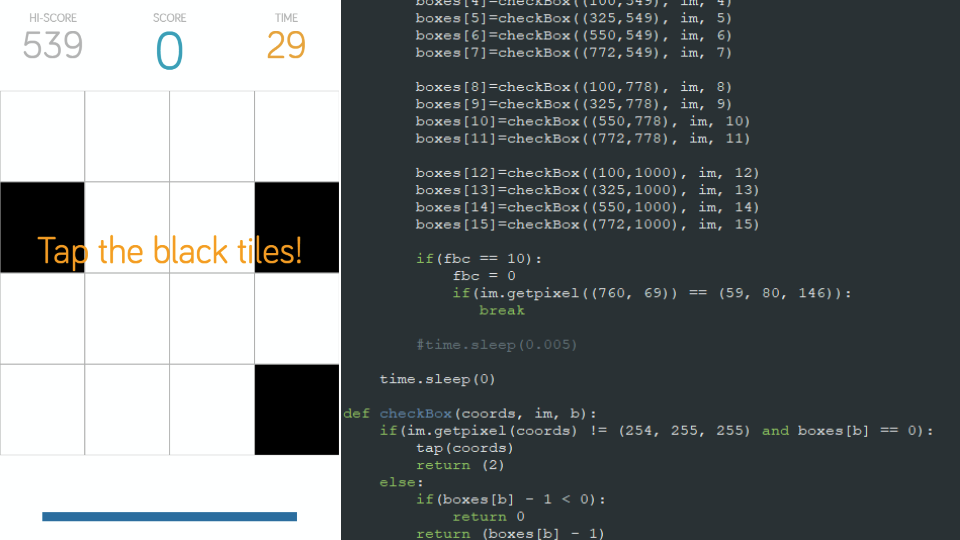 HI-SCORE
539
SCORE
0
TIME
29
Tap the black tiles!
boxes[4]=checkBox((100,549), im, 4)
boxes[5]=checkBox((325,549), im, 5)
boxes[6]=checkBox((550,549), im, 6)
boxes[7]=checkBox((772,549), im, 7)
boxes[8]=checkBox((100,778), im, 8)
boxes[9]=checkBox((325,778), im, 9)
boxes[10]=checkBox((550,778), im, 10)
boxes[11]=checkBox((772,778), im, 11)
boxes[12]=checkBox((100,1000), im, 12)
boxes[13]=checkBox((325,1000), im, 13)
boxes[14]=checkBox((550,1000), im, 14)
boxes[15]=checkBox((772,1000), im, 15)
if(fbc == 10):
fbc = 0
if(im.getpixel((760, 69)) == (59, 80, 146)):
break
#time.sleep(0.005)
time.sleep(0)
def checkBox(coords, im, b):
if(im.getpixel(coords) != (254, 255, 255) and boxes[b] == 0):
tap(coords)
return (2)
else:
if(boxes[b] - 1 < 0):
return 0
return (boxes[b] - 1)